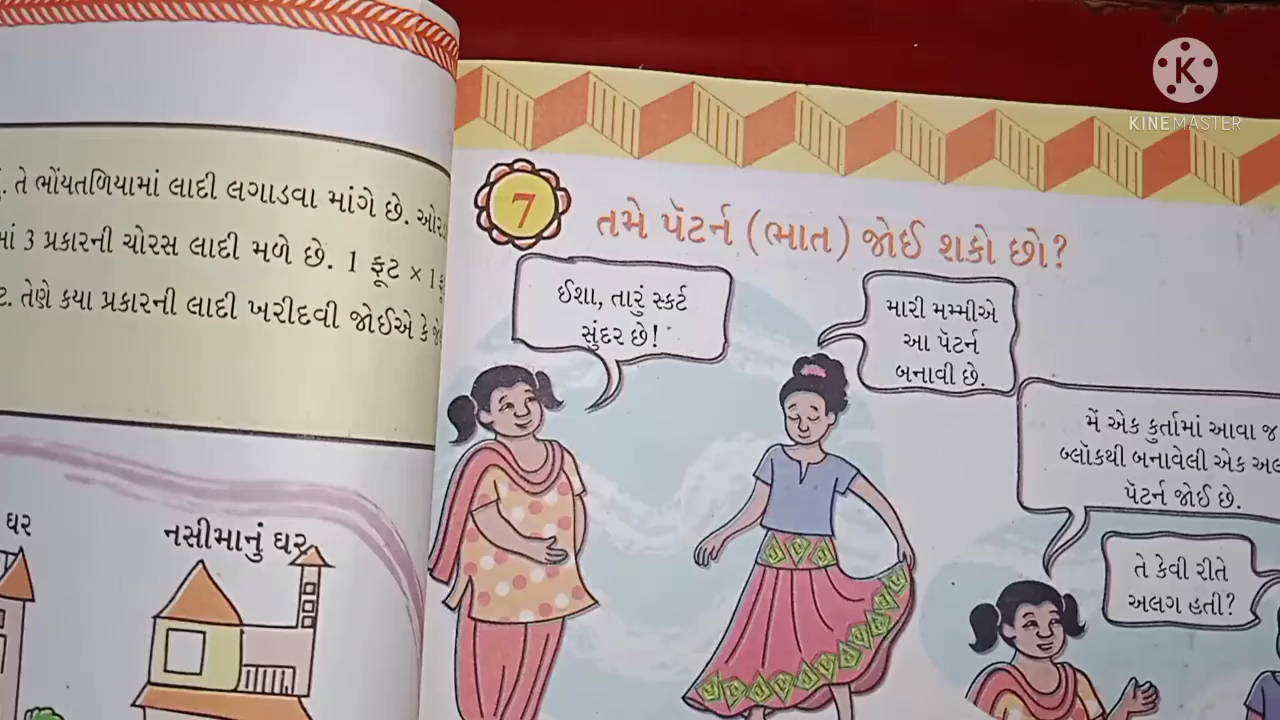 તે ભોંયતળિયામાં લાદી લગાડવા માંગે છે.
3 પ્રકારની ચોરસ લાદી મળે છે. 1 ફૂટ × 1
તેણે કયા પ્રકારની લાદી ખરીદવી જોઈએ કે
ઘર
નસીમાનું ઘર
7
તમે પૅટર્ન (ભાત) જોઈ શકો છો?
ઈશા, તારું સ્કર્ટ
સુંદર છે!
મારી મમ્મીએ
આ પૅટર્ન
બનાવી છે.
મેં એક કુર્તામાં આવા જ
બ્લૉકથી બનાવેલી એક
પૅટર્ન જોઈ છે.
તે કેવી રીતે
અલગ હતી?
K
KINEMASTER